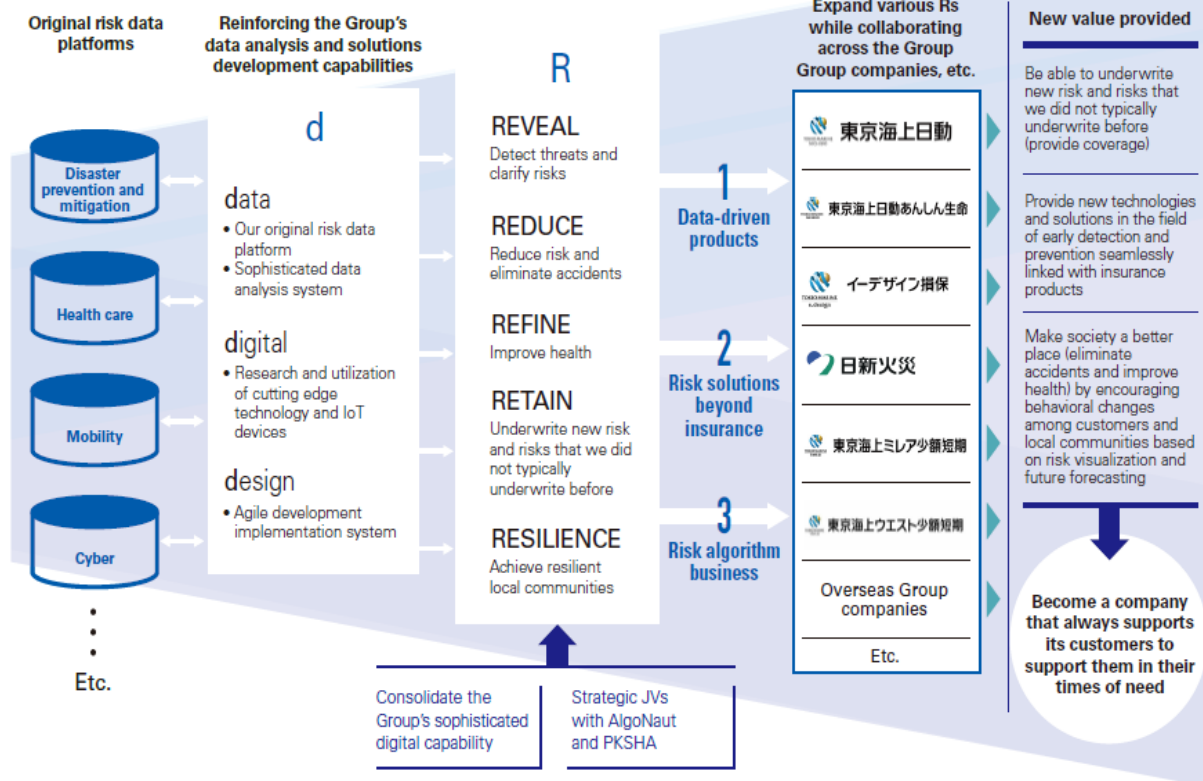 Original risk data
platforms
Reinforcing the Group's
data analysis and solutions
development capabilities
Expand various Rs
while collaborating
across the Group
Group companies, etc.
New value provided
Disaster
prevention and
mitigation
Health care
Mobility
Cyber
Etc.
d
data
• Our original risk data
platform
• Sophisticated data
analysis system
digital
• Research and utilization
of cutting edge
technology and IoT
devices
design
• Agile development
implementation system
R
REVEAL
Detect threats and
clarify risks
REDUCE
Reduce risk and
eliminate accidents
REFINE
Improve health
RETAIN
Underwrite new risk
and risks that we did
not typically
underwrite before
RESILIENCE
Achieve resilient
local communities
Consolidate the
Group's sophisticated
digital capability
Strategic JVs
with AlgoNaut
and PKSHA
1
Data-driven
products
2
Risk solutions
beyond
insurance
3
Risk algorithm
business
東京海上日動
東京海上日動あんしん生命
イーデザイン損保
日新火災
東京海上ミレア少額短期
東京海上ウエスト少額短期
Overseas Group
companies
Etc.
Be able to underwrite
new risk and risks that
we did not typically
underwrite before
(provide coverage)
Provide new technologies
and solutions in the field
of early detection and
prevention seamlessly
linked with insurance
products
Make society a better
place (eliminate
accidents and improve
health) by encouraging
behavioral changes
among customers and
local communities based
on risk visualization and
future forecasting
Become a company
that always supports
its customers to
support them in their
times of need